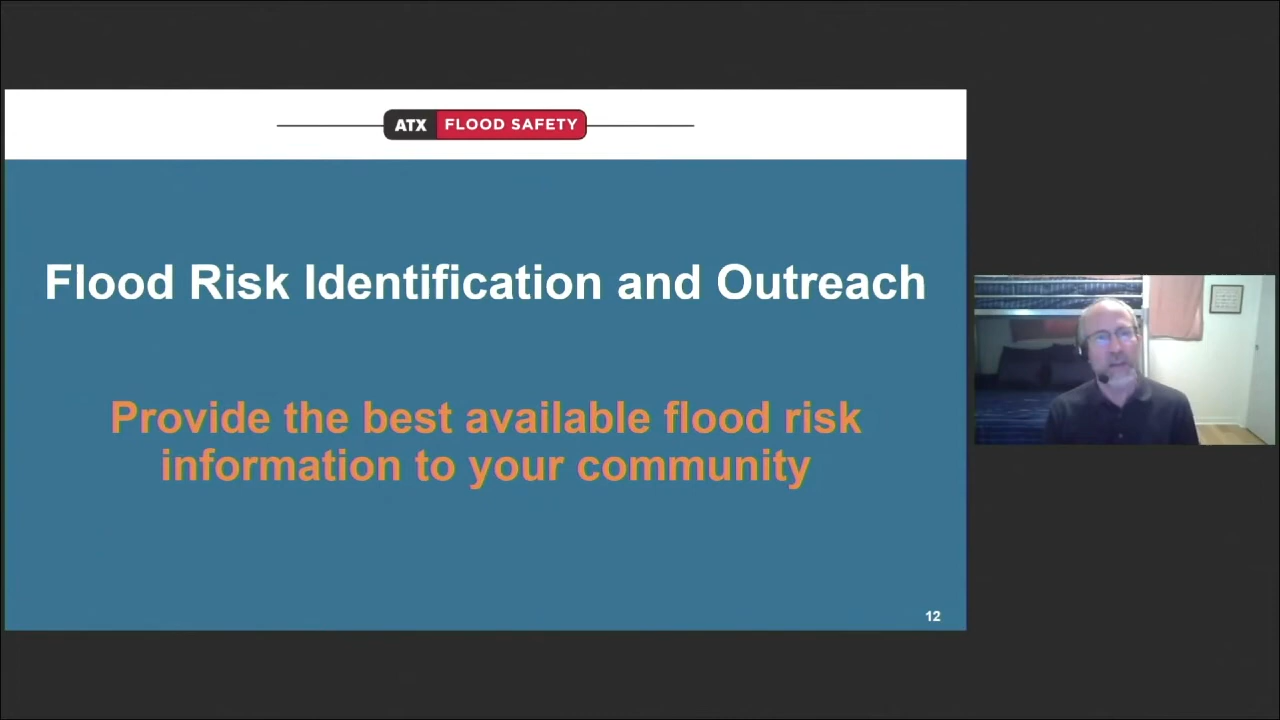 ATX FLOOD SAFETY
Flood Risk Identification and Outreach
Provide the best available flood risk
information to your community
12